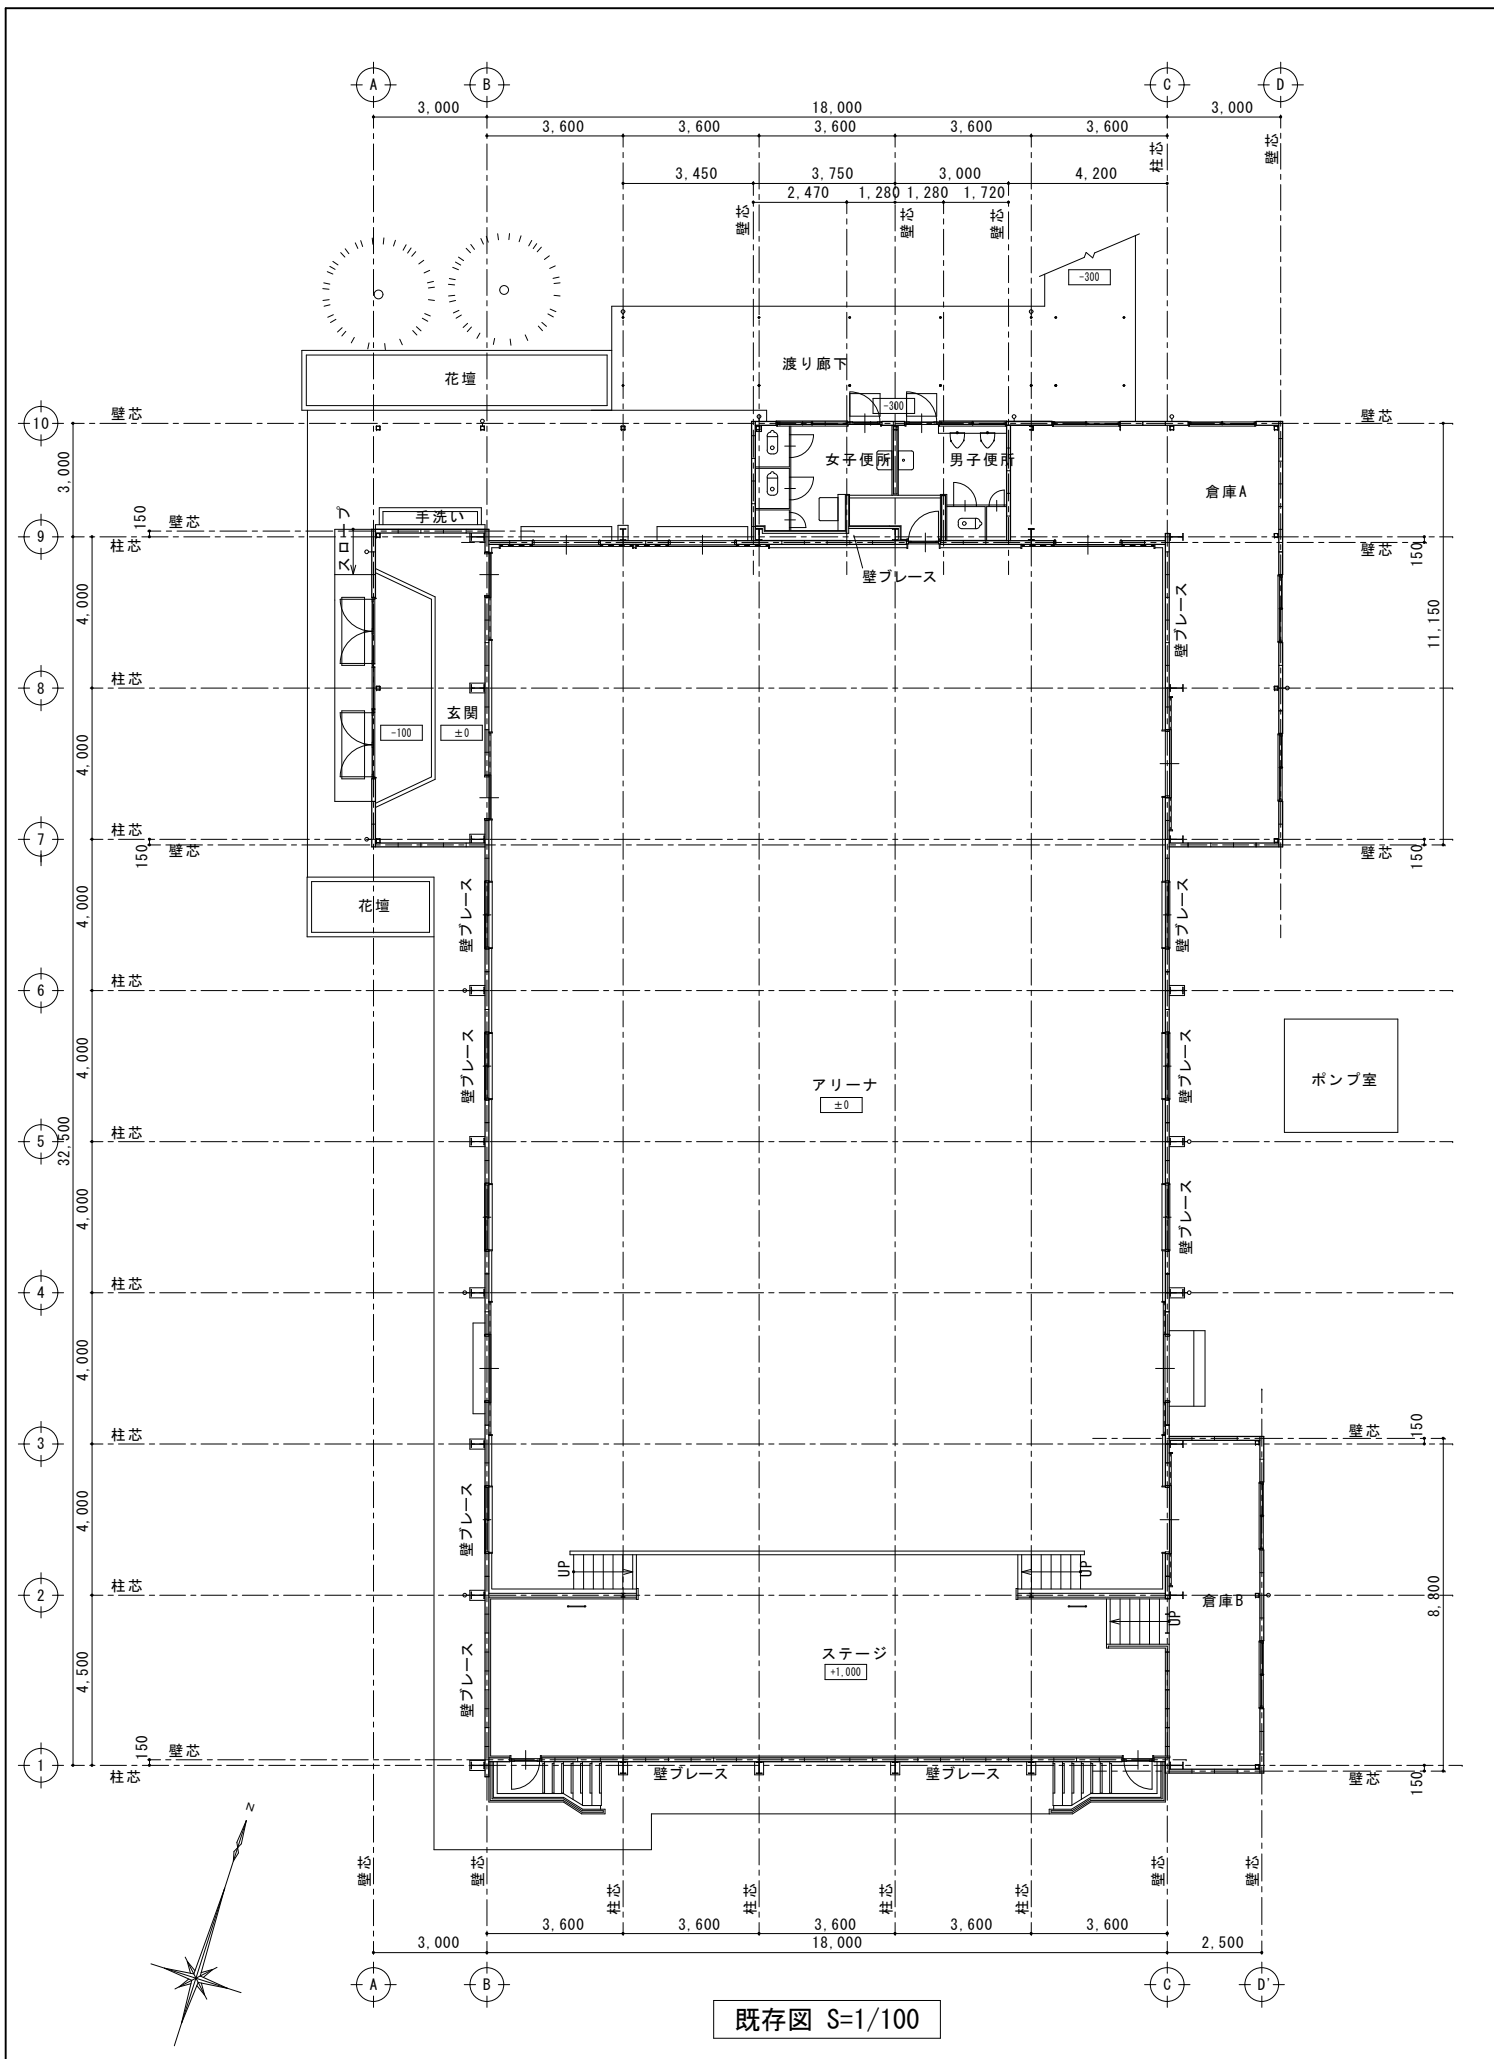 A
B
C
D
3,000
18,000
3,000
3,600
3,600
3,600
3,600
3,600
柱芯
壁芯
3,450
3,750
3,000
4,200
2,470
1,280
1,280
1,720
壁芯
壁芯
壁芯
-300
渡り廊下
花壇
-300
10
壁芯
壁芯
女子便所
男子便所
倉庫A
3,000
手洗い
スロープ
150
壁芯
9
柱芯
壁ブレース
150
4,000
壁ブレース
11,150
8
柱芯
玄関
-100
±0
4,000
7
柱芯
150
壁芯
壁芯
150
4,000
花壇
壁ブレース
壁ブレース
6
柱芯
4,000
壁ブレース
壁ブレース
ポンプ室
アリーナ
±0
5
柱芯
32,500
4,000
壁ブレース
4
柱芯
4,000
3
柱芯
壁芯
150
4,000
壁ブレース
UP
UP
2
柱芯
倉庫B
8,800
UP
4,500
壁ブレース
ステージ
+1,000
150
壁芯
1
柱芯
壁ブレース
壁ブレース
壁芯
150
N
壁芯
壁芯
柱芯
柱芯
柱芯
柱芯
壁芯
壁芯
3,600
3,600
3,600
3,600
3,600
3,000
18,000
2,500
A
B
C
D'
既存図 S=1/100